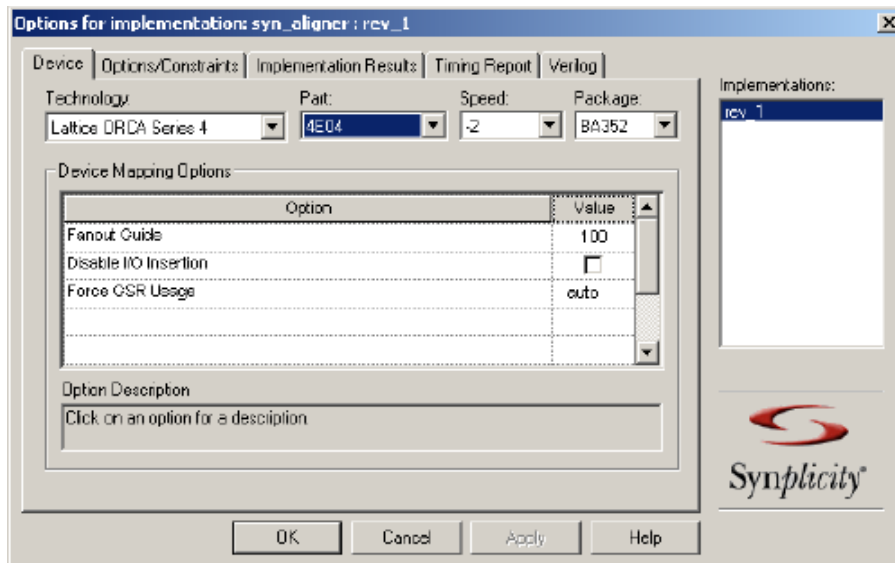 Options for implementation: syn_aligner : rev_1
Device Options/Constraints Implementation Results Timing Report Verilog
Technology: Part: Speed: Package:
Lattice ORCA Series 4 4E04 -2 BA352
Implementations:
rev_1
Device Mapping Options
Option Value
Fanout Guide 100
Disable I/O Insertion
Force GSR Usage auto
Option Description
Click on an option for a description
Synplicity®
OK Cancel Apply Help